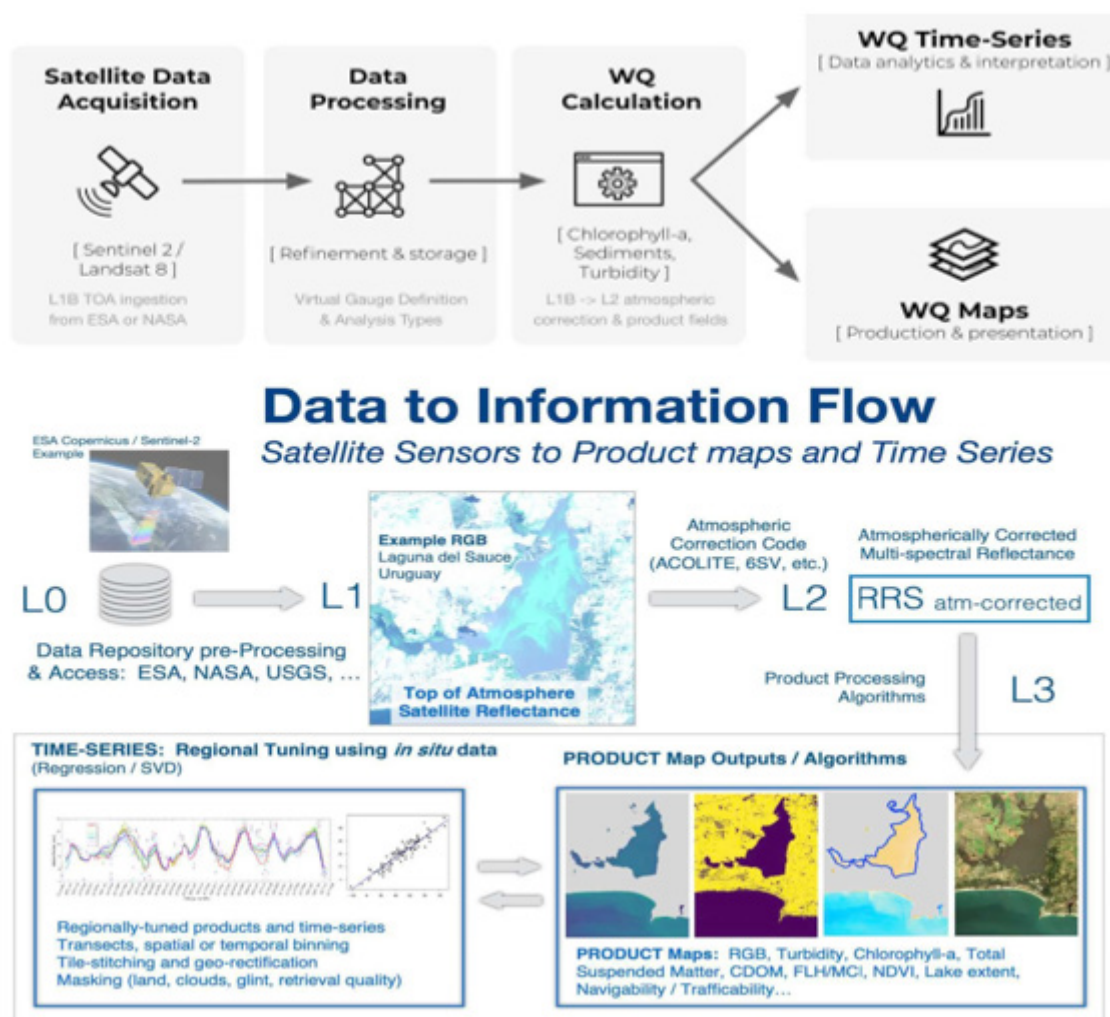 Satellite Data
Acquisition
[ Sentinel 2 /
Landsat 8 ]
L1B TOA ingestion
from ESA or NASA
Data
Processing
[ Refinement & storage ]
Virtual Gauge Definition
& Analysis Types
WQ
Calculation
[ Chlorophyll-a,
Sediments,
Turbidity ]
L1B -> L2 atmospheric
correction & product fields
WQ Time-Series
[ Data analytics & interpretation ]
WQ Maps
[ Production & presentation ]
Data to Information Flow
Satellite Sensors to Product maps and Time Series
ESA Copernicus / Sentinel-2
Example
L0
Data Repository pre-Processing
& Access: ESA, NASA, USGS, ...
L1
Example RGB
Laguna del Sauce
Uruguay
Top of Atmosphere
Satellite Reflectance
Atmospheric
Correction Code
(ACOLITE, 6SV, etc.)
L2
Atmospherically Corrected
Multi-spectral Reflectance
RRS atm-corrected
Product Processing
Algorithms
L3
TIME-SERIES: Regional Tuning using in situ data
(Regression / SVD)
Regionally-tuned products and time-series
Transects, spatial or temporal binning
Tile-stitching and geo-rectification
Masking (land, clouds, glint, retrieval quality)
PRODUCT Map Outputs / Algorithms
PRODUCT Maps: RGB, Turbidity, Chlorophyll-a, Total
Suspended Matter, CDOM, FLH/MCI, NDVI, Lake extent,
Navigability / Trafficability...